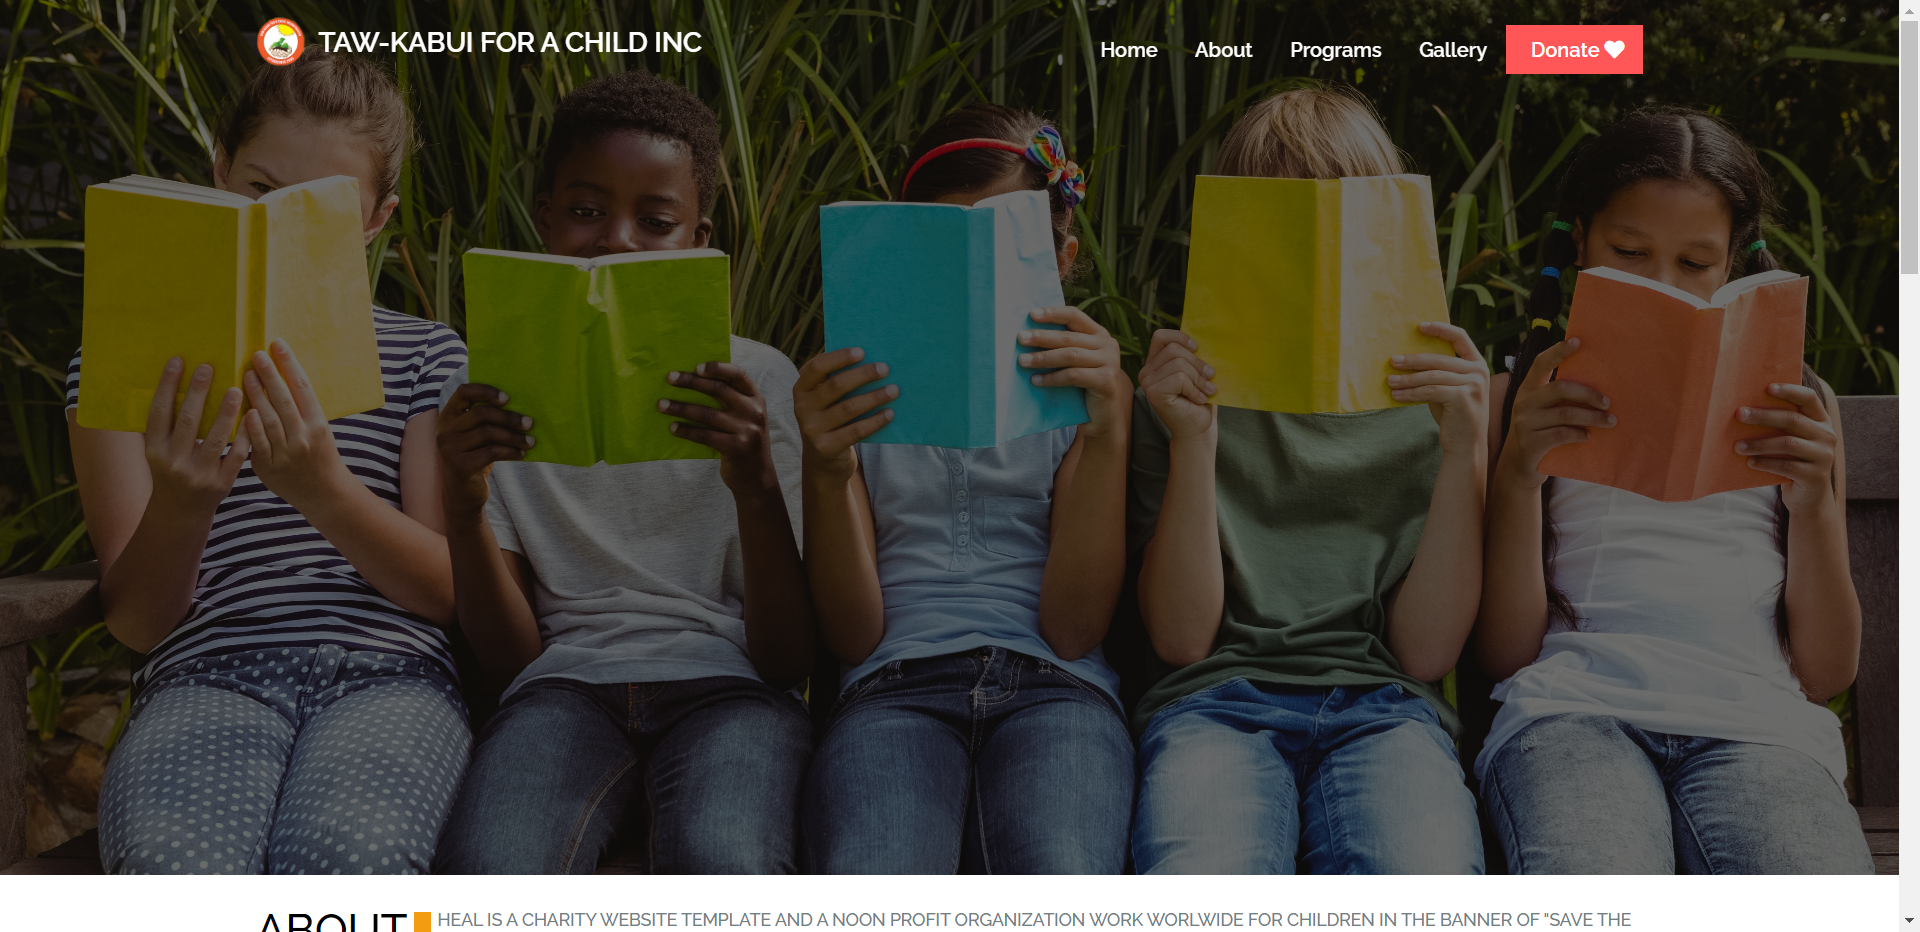 TAW-KABUI FOR A CHILD INC
Home About Programs Gallery Donate
ABOUT
HEAL IS A CHARITY WEBSITE TEMPLATE AND A NOON PROFIT ORGANIZATION WORK WORLWIDE FOR CHILDREN IN THE BANNER OF "SAVE THE